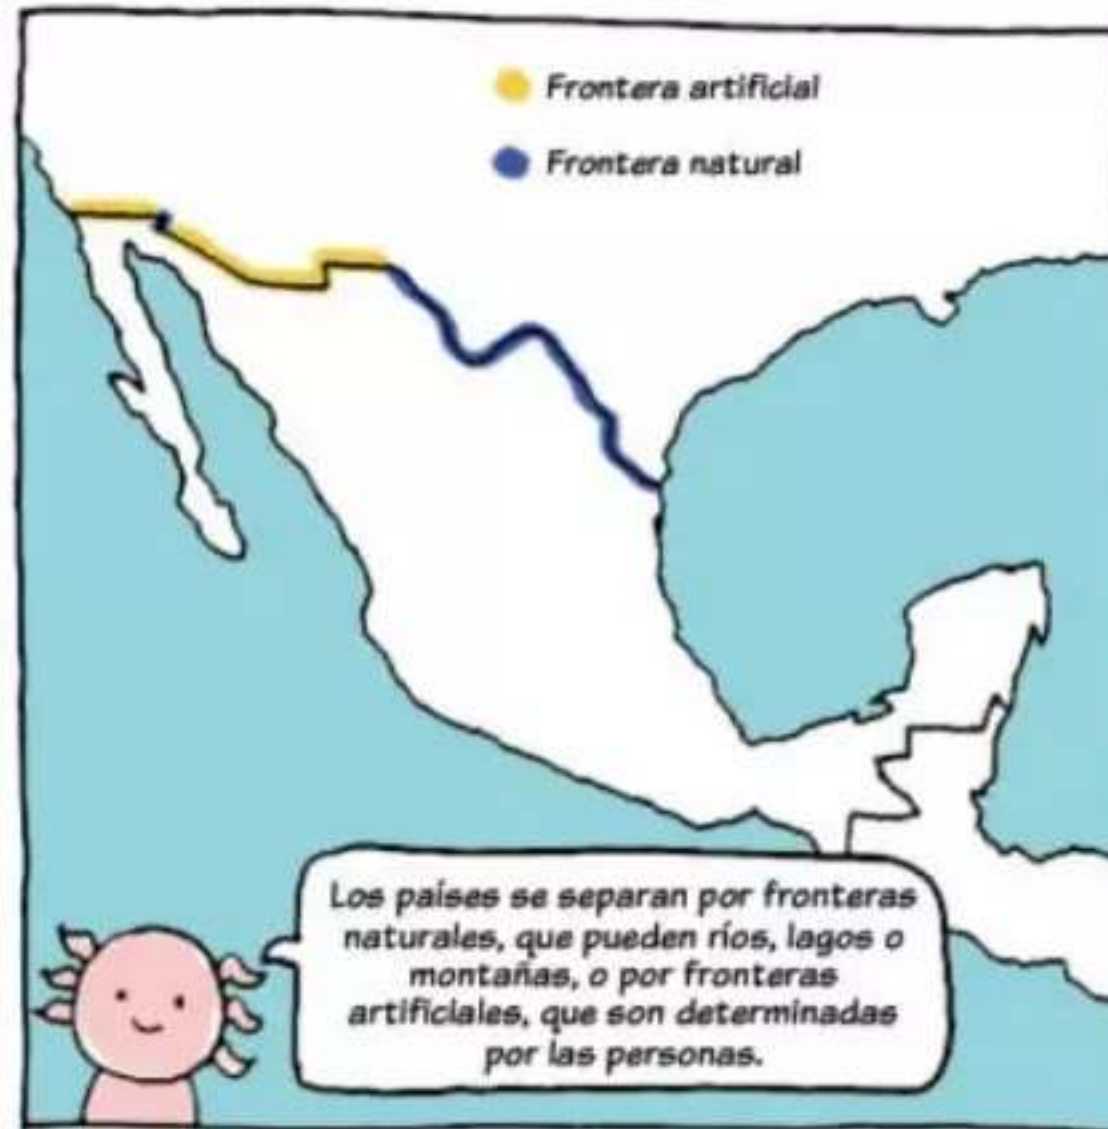 Frontera artificial
Frontera natural
Los países se separan por fronteras
naturales, que pueden ríos, lagos o
montañas, o por fronteras
artificiales, que son determinadas
por las personas.